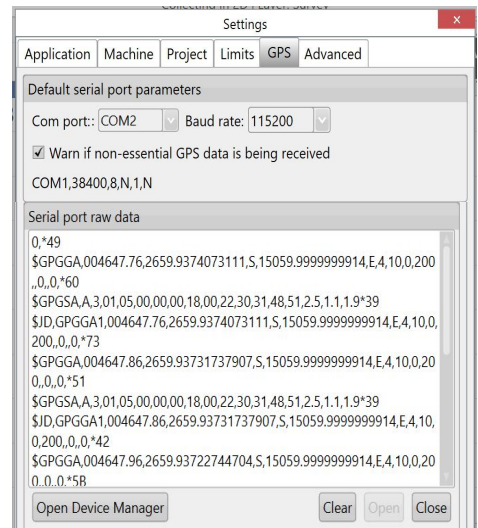 Settings
Application Machine Project Limits GPS Advanced
Default serial port parameters
Com port:: COM2 Baud rate: 115200
Warn if non-essential GPS data is being received
COM1,38400,8,N,1,N
Serial port raw data
0,*49
$GPGGA,004647.76,2659.9374073111,S,15059.9999999914,E,4,10,0,200
,,0,,0,*60
$GPGSA,A,3,01,05,00,00,00,18,00,22,30,31,48,51,2.5,1.1,1.9*39
$JD,GPGGA1,004647.76,2659.9374073111,S,15059.9999999914,E,4,10,0,
200,,0,,0,*73
$GPGGA,004647.86,2659.93731737907,S,15059.9999999914,E,4,10,0,20
0,,0,,0,*51
$GPGSA,A,3,01,05,00,00,00,18,00,22,30,31,48,51,2.5,1.1,1.9*39
$JD,GPGGA1,004647.86,2659.93731737907,S,15059.9999999914,E,4,10,
0,200,,0,,0,*42
$GPGGA,004647.96,2659.93722744704,S,15059.9999999914,E,4,10,0,20
0,,0,,0,*5B
Open Device Manager Clear Open Close